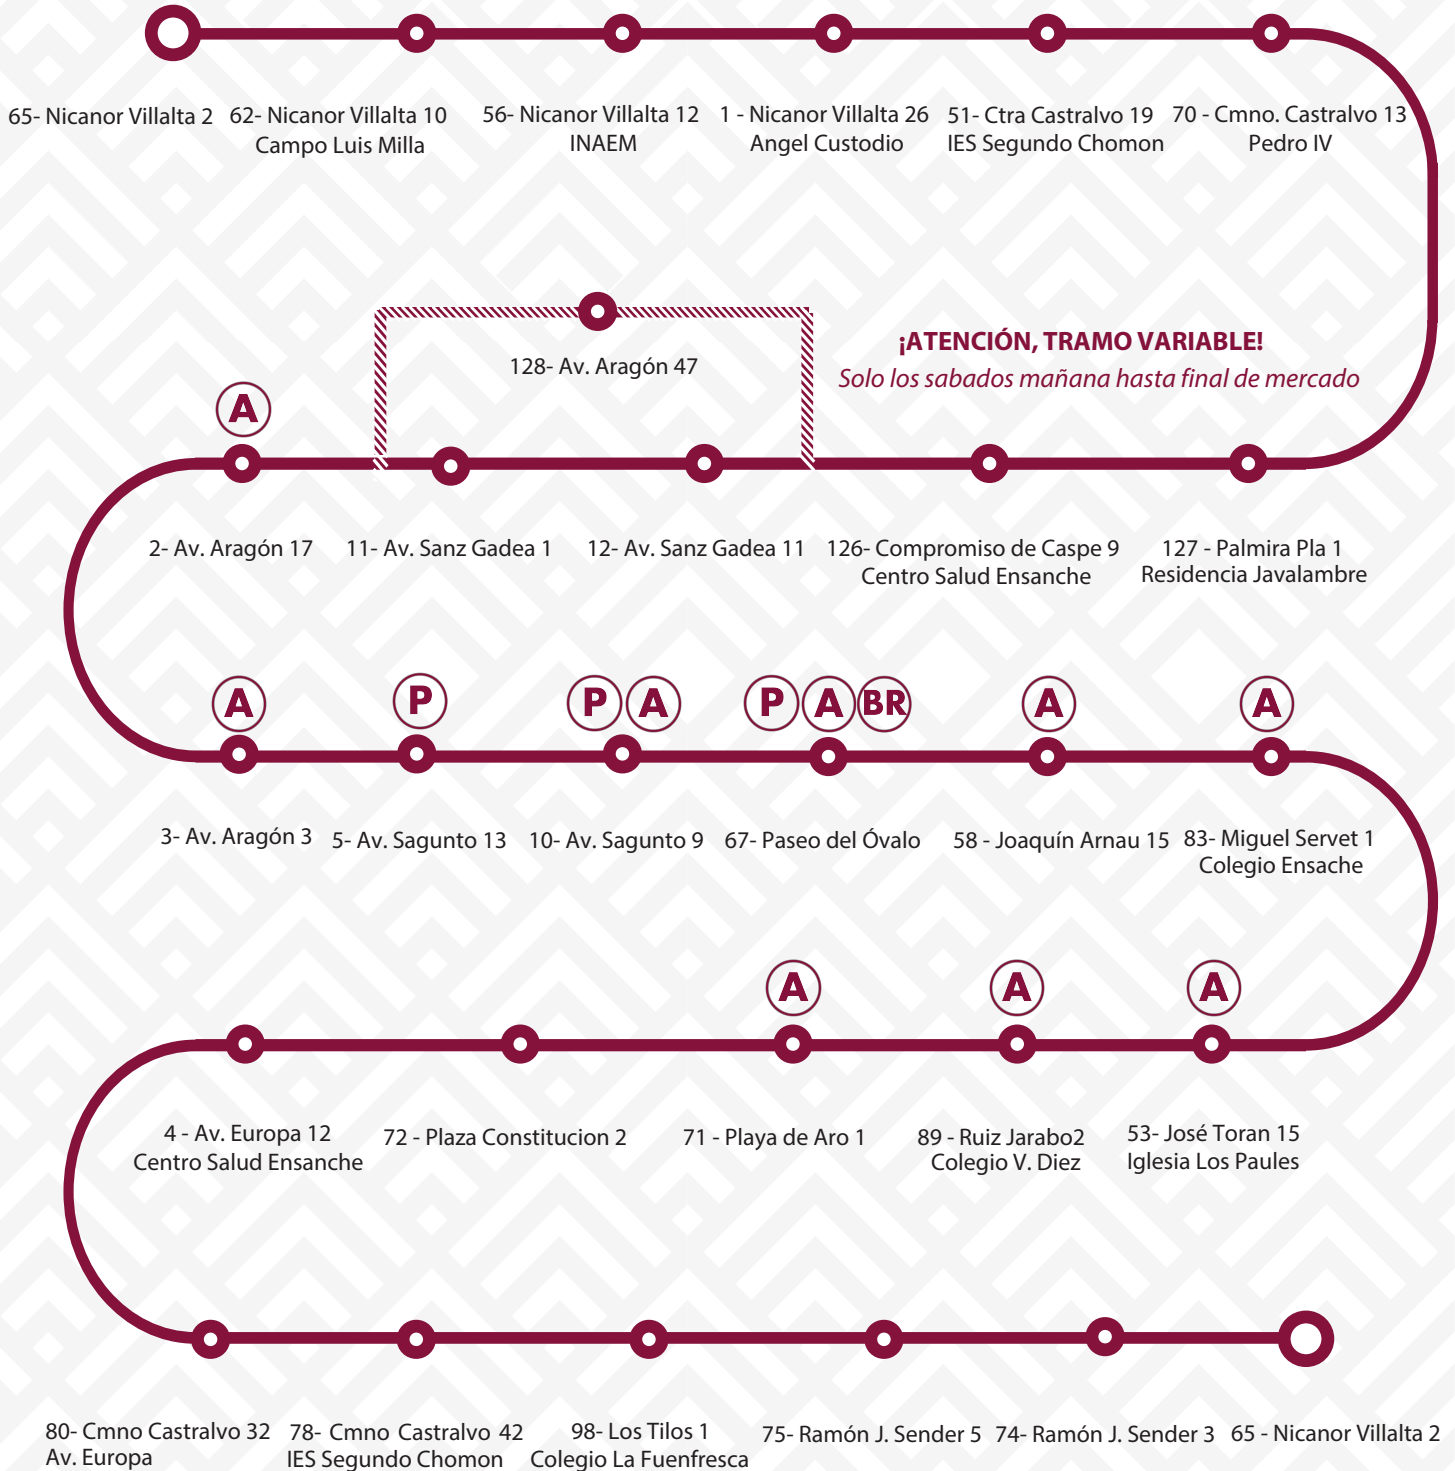 65- Nicanor Villalta 2
62- Nicanor Villalta 10
Campo Luis Milla
56- Nicanor Villalta 12
INAEM
1 - Nicanor Villalta 26
Angel Custodio
51- Ctra Castralvo 19
IES Segundo Chomon
70 - Cmno. Castralvo 13
Pedro IV
128- Av. Aragón 47
¡ATENCIÓN, TRAMO VARIABLE!
Solo los sabados mañana hasta final de mercado
A
2- Av. Aragón 17
11- Av. Sanz Gadea 1
12- Av. Sanz Gadea 11
126- Compromiso de Caspe 9
Centro Salud Ensanche
127 - Palmira Pla 1
Residencia Javalambre
A
P
P A
P A BR
A
A
3- Av. Aragón 3
5- Av. Sagunto 13
10- Av. Sagunto 9
67- Paseo del Óvalo
58 - Joaquín Arnau 15
83- Miguel Servet 1
Colegio Ensache
A
A
A
4 - Av. Europa 12
Centro Salud Ensanche
72 - Plaza Constitucion 2
71 - Playa de Aro 1
89 - Ruiz Jarabo2
Colegio V. Diez
53- José Toran 15
Iglesia Los Paules
80- Cmno Castralvo 32
Av. Europa
78- Cmno Castralvo 42
IES Segundo Chomon
98- Los Tilos 1
Colegio La Fuenfresca
75- Ramón J. Sender 5
74- Ramón J. Sender 3
65 - Nicanor Villalta 2